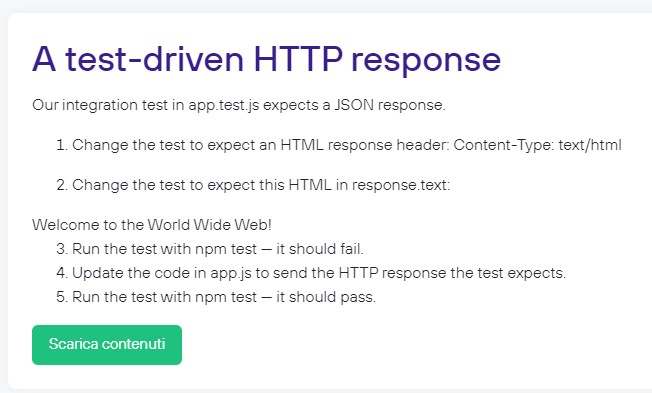 A test-driven HTTP response
Our integration test in app.test.js expects a JSON response.
1. Change the test to expect an HTML response header: Content-Type: text/html
2. Change the test to expect this HTML in response.text:
Welcome to the World Wide Web!
3. Run the test with npm test — it should fail.
4. Update the code in app.js to send the HTTP response the test expects.
5. Run the test with npm test — it should pass.
Scarica contenuti